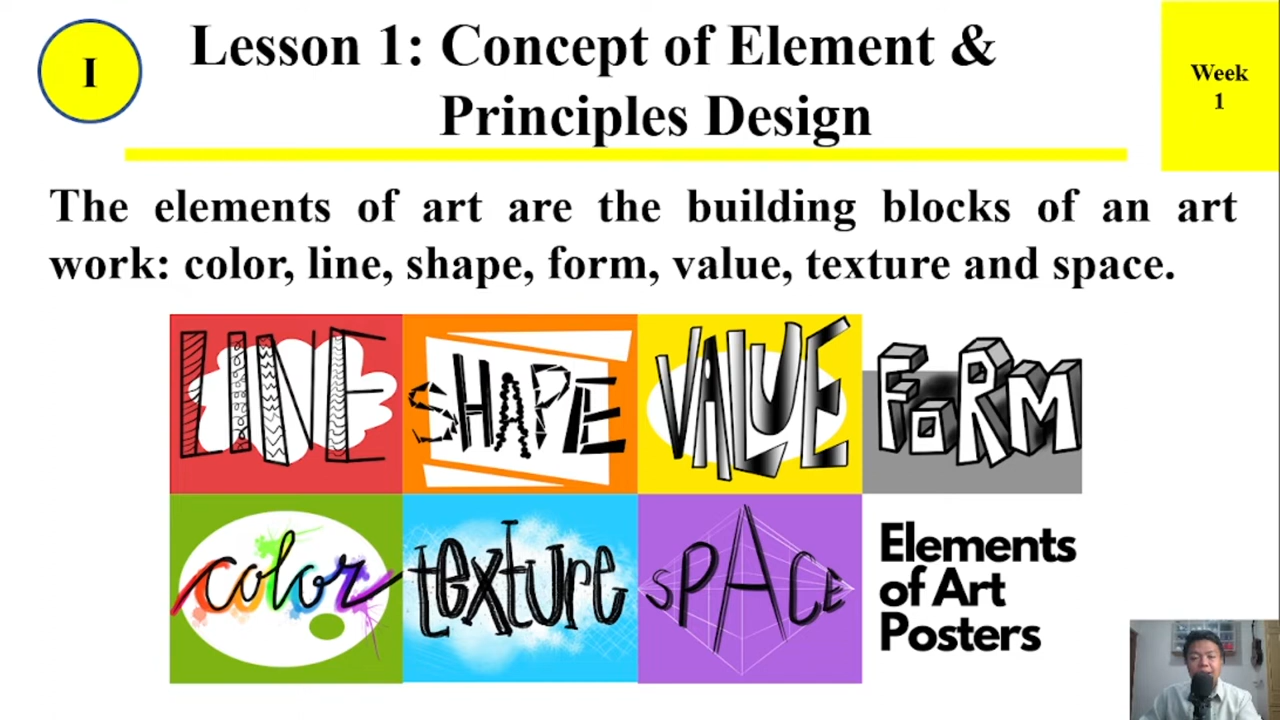 I
Lesson 1: Concept of Element &
Principles Design
Week
1
The elements of art are the building blocks of an art
work: color, line, shape, form, value, texture and space.
LINE
SHAPE
VALUE
FORM
color
texture
SPACE
Elements
of Art
Posters